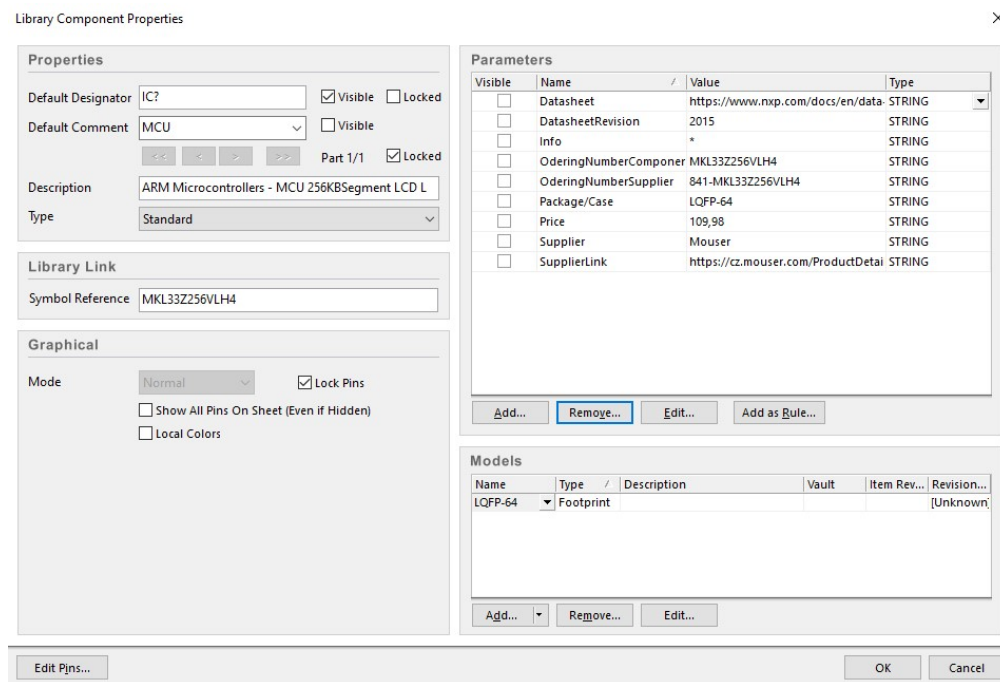 Library Component Properties
Properties
Default Designator IC? Visible Locked
Default Comment MCU Visible
<< < > >> Part 1/1 Locked
Description ARM Microcontrollers - MCU 256KBSegment LCD L
Type Standard
Library Link
Symbol Reference MKL33Z256VLH4
Graphical
Mode Normal Lock Pins
Show All Pins On Sheet (Even if Hidden)
Local Colors
Parameters
Visible Name / Value Type
Datasheet https://www.nxp.com/docs/en/data- STRING
DatasheetRevision 2015 STRING
Info * STRING
OderingNumberComponer MKL33Z256VLH4 STRING
OderingNumberSupplier 841-MKL33Z256VLH4 STRING
Package/Case LQFP-64 STRING
Price 109,98 STRING
Supplier Mouser STRING
SupplierLink https://cz.mouser.com/ProductDetai STRING
Add... Remove... Edit... Add as Rule...
Models
Name Type / Description Vault Item Rev... Revision...
LQFP-64 Footprint [Unknown]
Add... Remove... Edit...
Edit Pins... OK Cancel